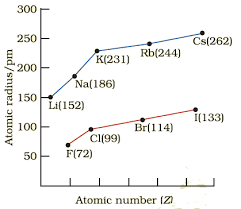 300
250
200
150
100
50
Atomic radius/pm
Cs(262)
Rb(244)
K(231)
Na(186)
Li(152)
I(133)
Br(114)
Cl(99)
F(72)
Atomic number [Z]